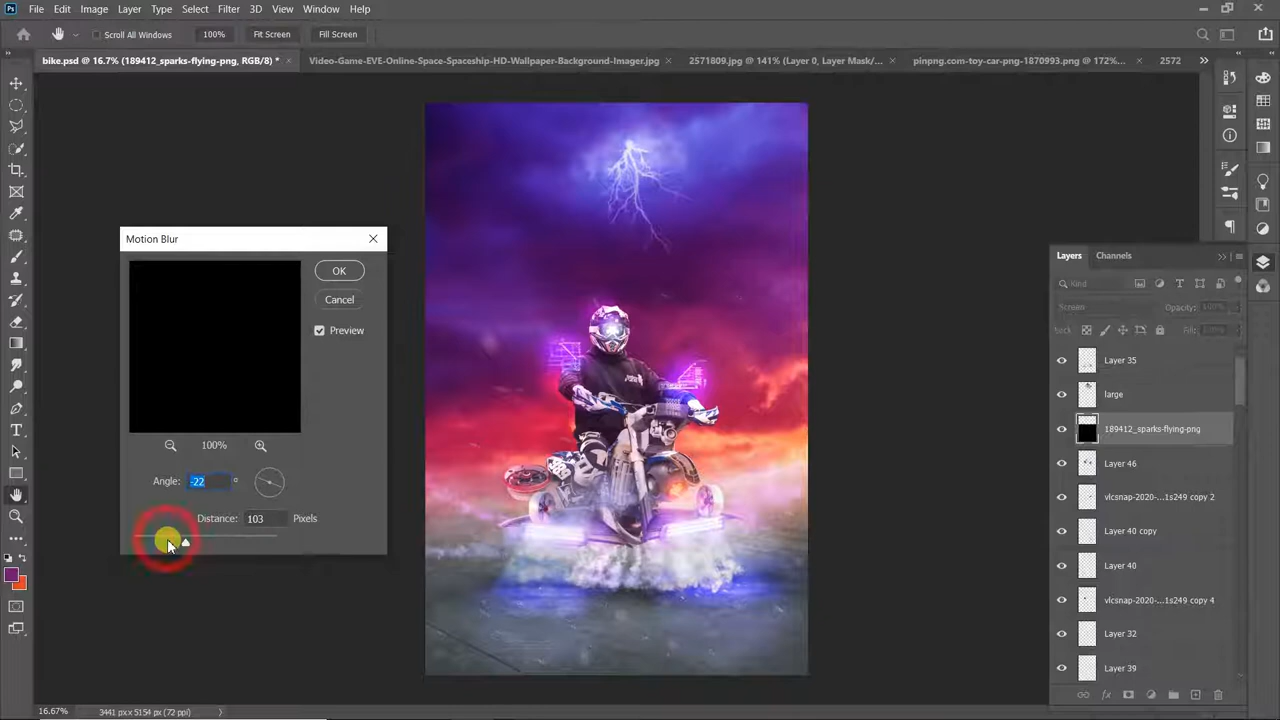 Ps File Edit Image Layer Type Select Filter 3D View Window Help
Scroll All Windows 100% Fit Screen Fill Screen
bike.psd @ 16.7% (189412_sparks-flying-png, RGB/8) * Video-Game-EVE-Online-Space-Spaceship-HD-Wallpaper-Background-Imager.jpg 2571809.jpg @ 141% (Layer 0, Layer Mask/... pinpng.com-toy-car-png-1870993.png @ 172%... 2572
Motion Blur
OK
Cancel
Preview
100%
Angle: -22 °
Distance: 103 Pixels
Layers Channels
Kind
Screen Opacity: 100%
Lock: Fill: 100%
Layer 35
large
189412_sparks-flying-png
Layer 46
vlcsnap-2020-...1s249 copy 2
Layer 40 copy
Layer 40
vlcsnap-2020-...1s249 copy 4
Layer 32
Layer 39
16.67% 3441 px x 5154 px (72 ppi)